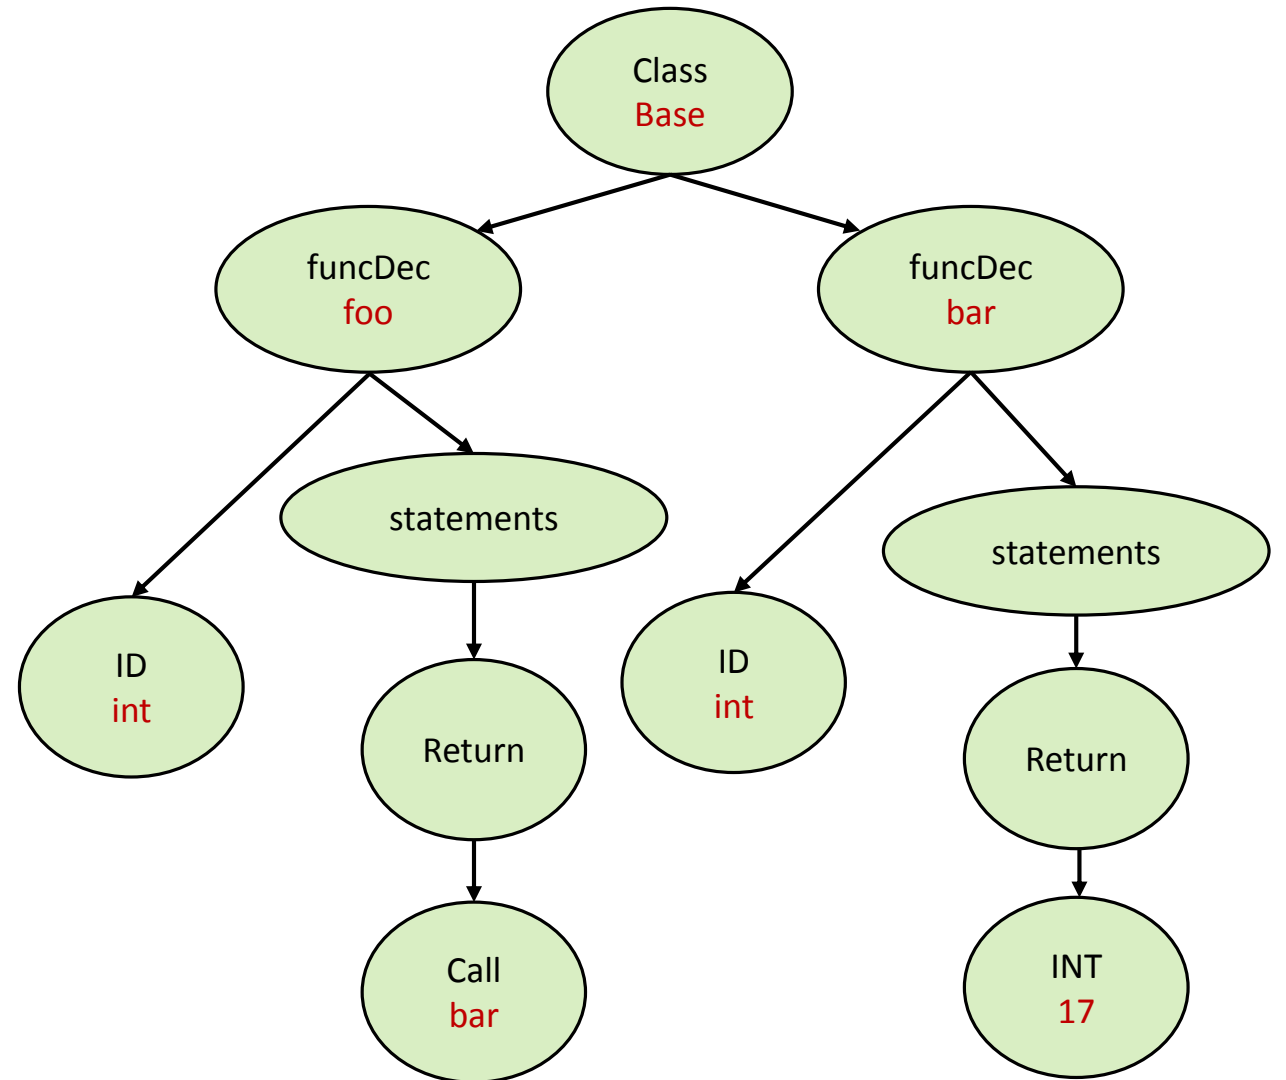 Class
Base
funcDec
foo
funcDec
bar
statements
statements
ID
int
ID
int
Return
Return
Call
bar
INT
17